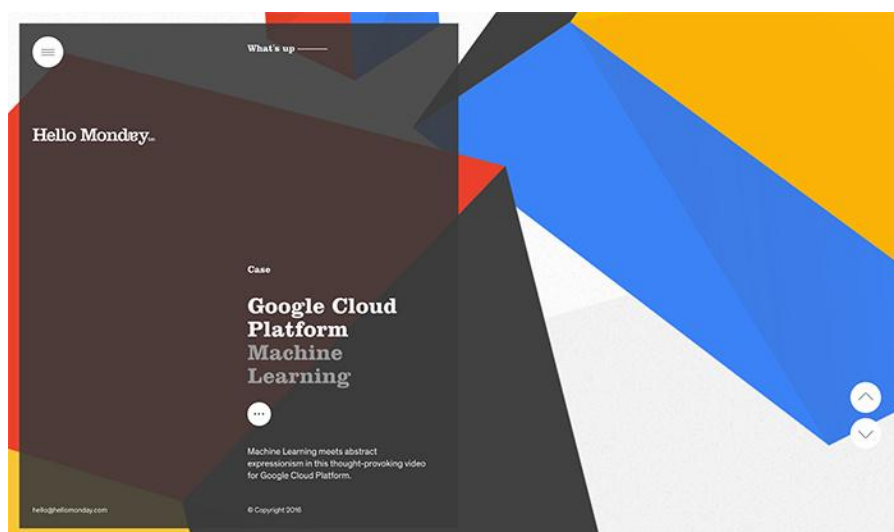 What's up
Hello Monday
Case
Google Cloud
Platform
Machine
Learning
Machine Learning meets abstract
expressionism in this thought-provoking video
for Google Cloud Platform.
hello@hellomonday.com
© Copyright 2016